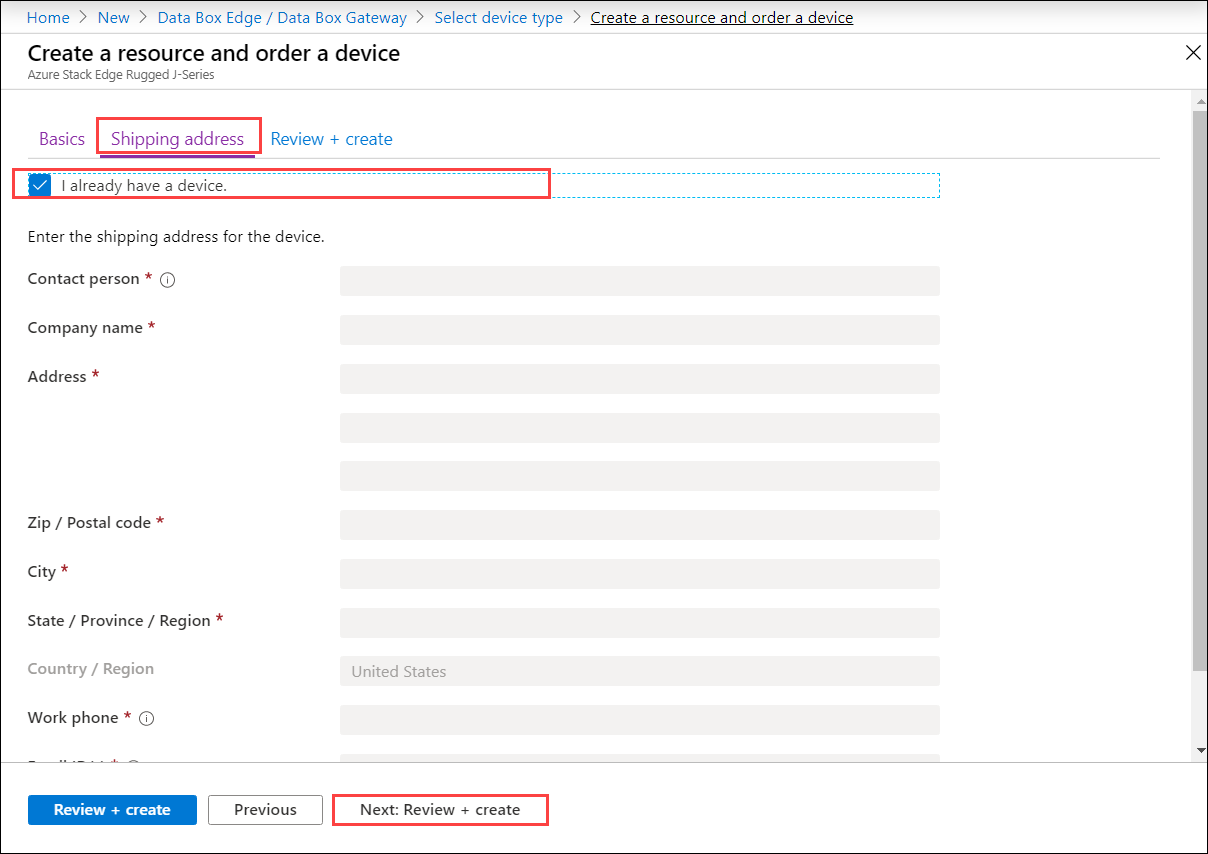 Home > New > Data Box Edge / Data Box Gateway > Select device type > Create a resource and order a device
Create a resource and order a device
Azure Stack Edge Rugged J-Series
Basics Shipping address Review + create
I already have a device.
Enter the shipping address for the device.
Contact person *
Company name *
Address *
Zip / Postal code *
City *
State / Province / Region *
Country / Region United States
Work phone *
Review + create Previous Next: Review + create